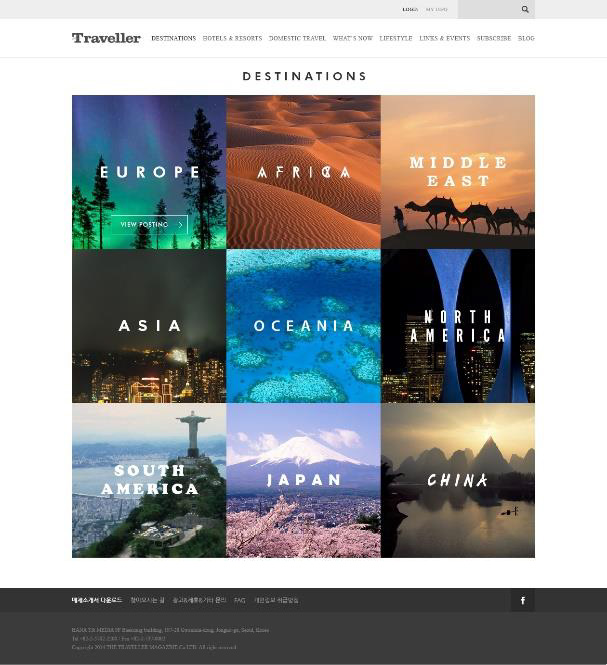 LOGIN MY INFO
Traveller DESTINATIONS HOTELS & RESORTS DOMESTIC TRAVEL WHAT'S NOW LIFESTYLE LINKS & EVENTS SUBSCRIBE BLOG
DESTINATIONS
EUROPE
VIEW POSTING
AFRICA
MIDDLE
EAST
ASIA
OCEANIA
NORTH
AMERICA
SOUTH
AMERICA
JAPAN
CHINA
매체소개서 다운로드 찾아오시는 길 광고&제휴&기타 문의 FAQ 개인정보 취급방침
f